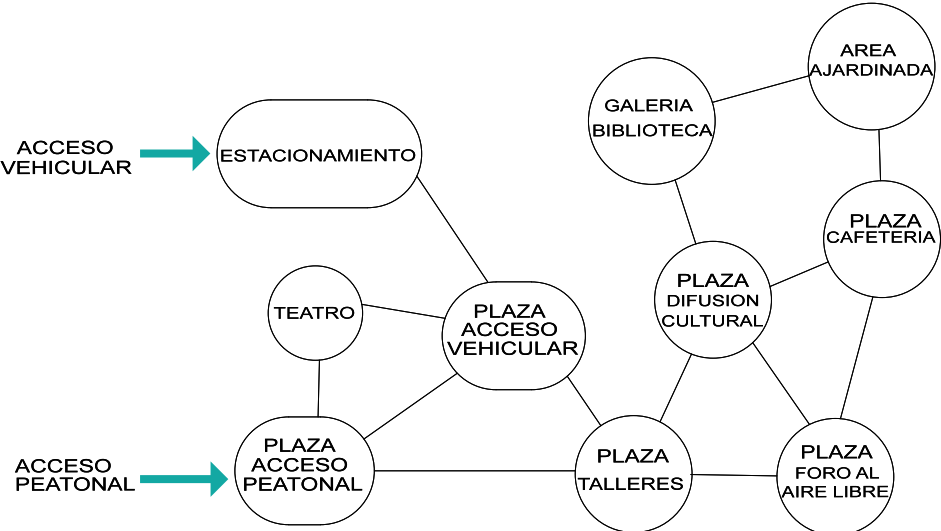 AREA
AJARDINADA
GALERIA
BIBLIOTECA
ACCESO
VEHICULAR
ESTACIONAMIENTO
PLAZA
CAFETERIA
PLAZA
DIFUSION
CULTURAL
TEATRO
PLAZA
ACCESO
VEHICULAR
PLAZA
ACCESO
PEATONAL
ACCESO
PEATONAL
PLAZA
TALLERES
PLAZA
FORO AL
AIRE LIBRE